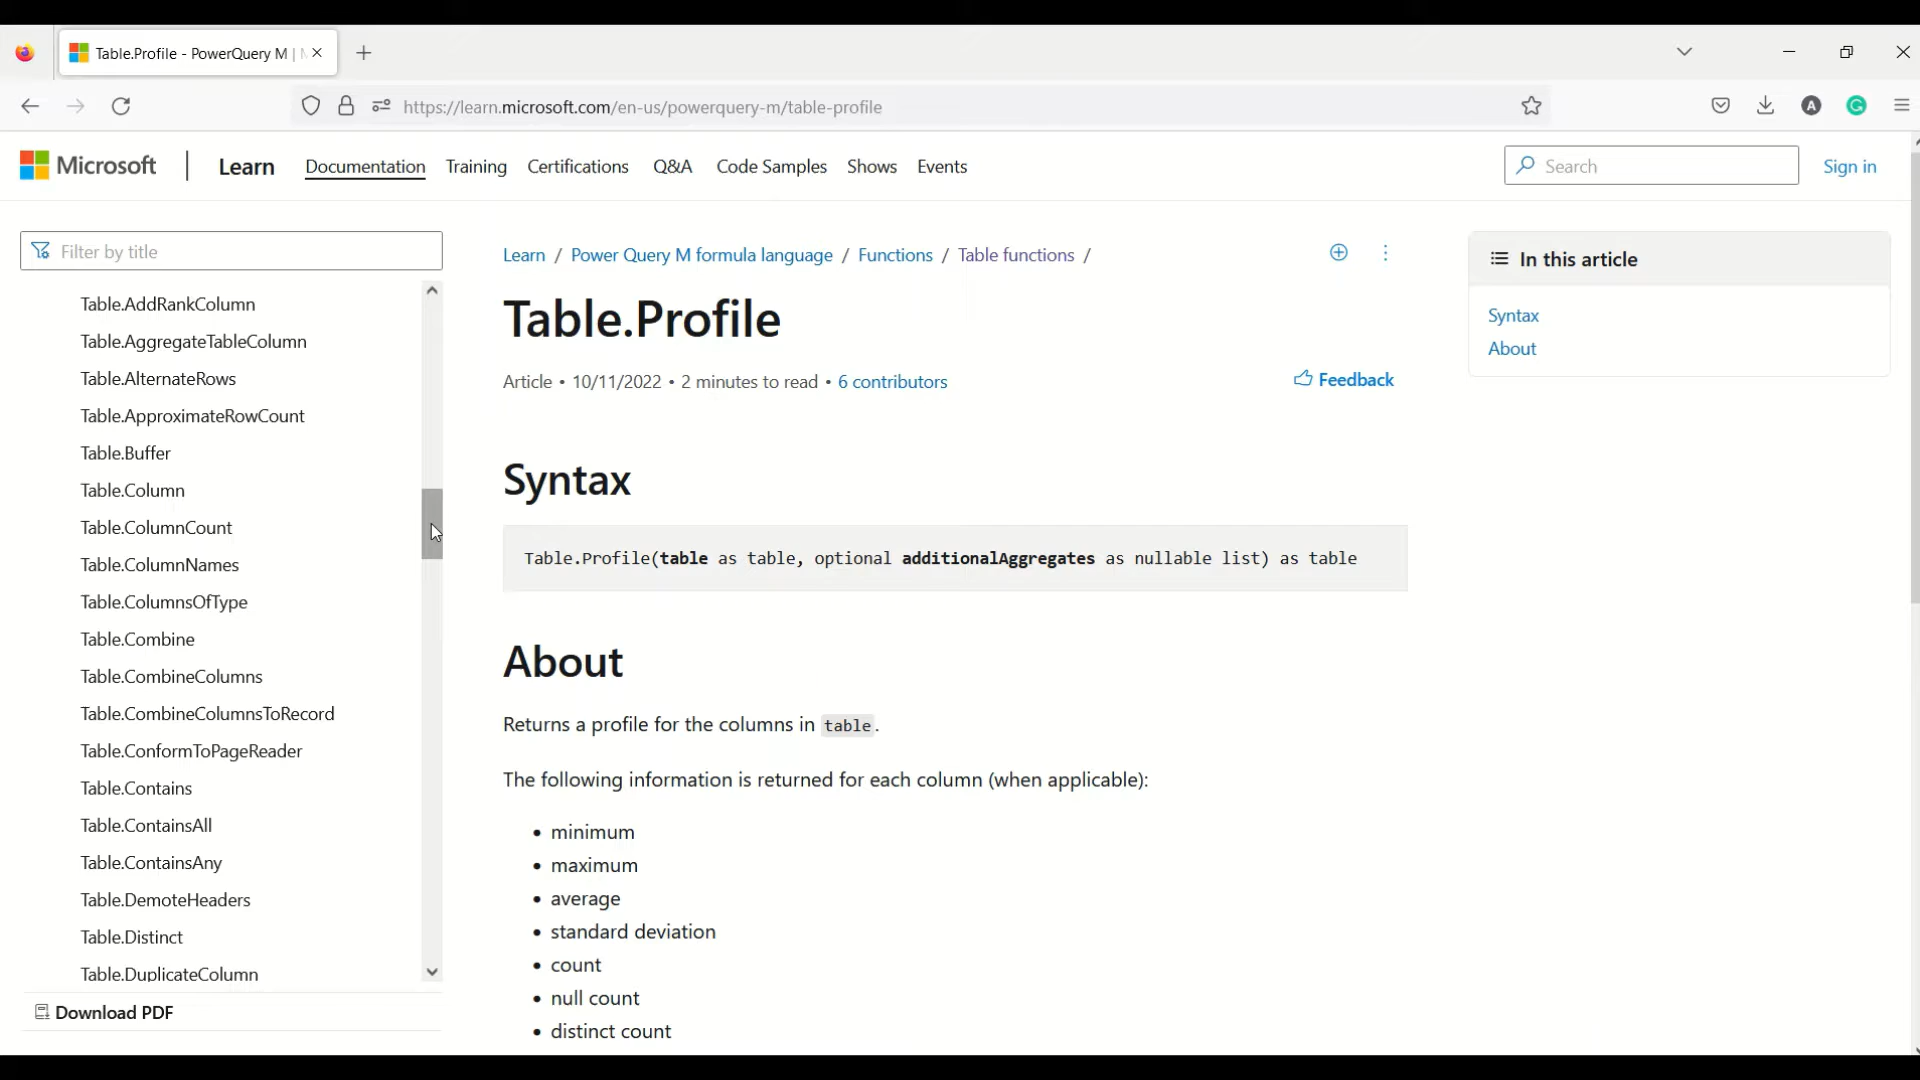 Table.Profile - PowerQuery M |
https://learn.microsoft.com/en-us/powerquery-m/table-profile
A
G
Microsoft
Learn
Documentation Training Certifications Q&A Code Samples Shows Events
Search
Sign in
Filter by title
Table.AddRankColumn
Table.AggregateTableColumn
Table.AlternateRows
Table.ApproximateRowCount
Table.Buffer
Table.Column
Table.ColumnCount
Table.ColumnNames
Table.ColumnsOfType
Table.Combine
Table.CombineColumns
Table.CombineColumnsToRecord
Table.ConformToPageReader
Table.Contains
Table.ContainsAll
Table.ContainsAny
Table.DemoteHeaders
Table.Distinct
Table.DuplicateColumn
Download PDF
Learn / Power Query M formula language / Functions / Table functions /
Table.Profile
Article • 10/11/2022 • 2 minutes to read • 6 contributors
Feedback
Syntax
Table.Profile(table as table, optional additionalAggregates as nullable list) as table
About
Returns a profile for the columns in table.
The following information is returned for each column (when applicable):
• minimum
• maximum
• average
• standard deviation
• count
• null count
• distinct count
In this article
Syntax
About